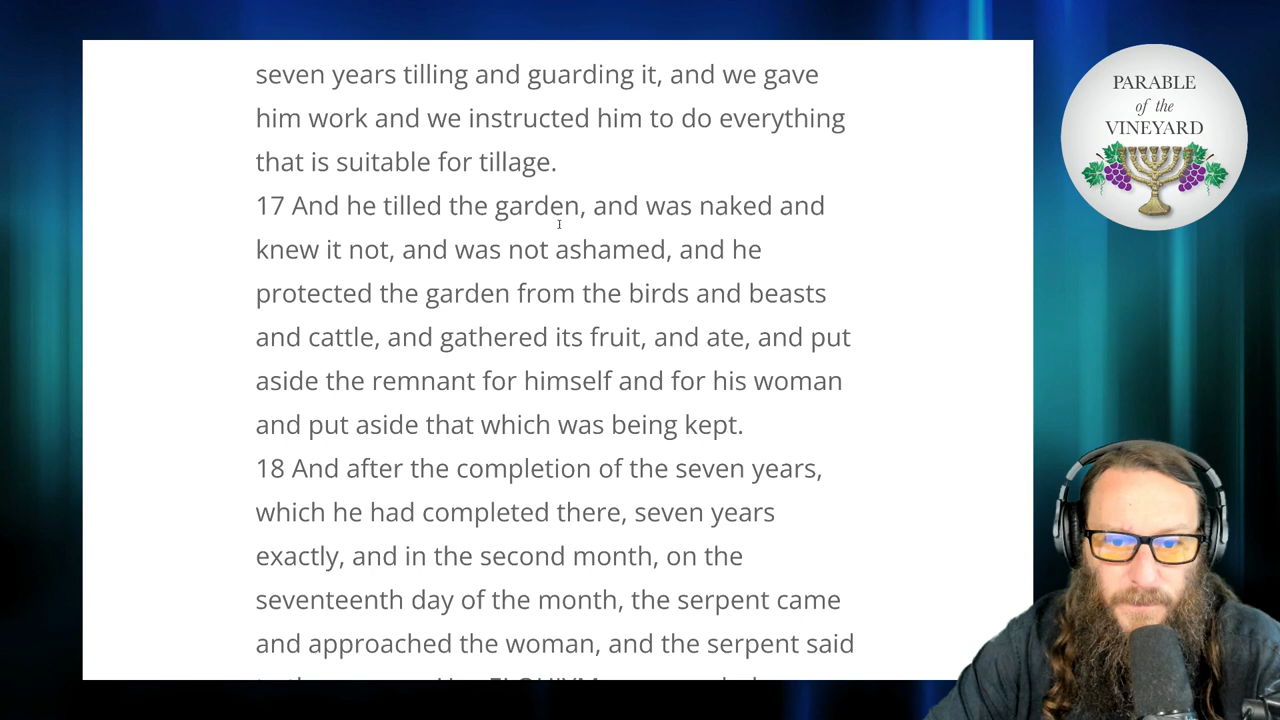 seven years tilling and guarding it, and we gave
him work and we instructed him to do everything
that is suitable for tillage.
17 And he tilled the garden, and was naked and
knew it not, and was not ashamed, and he
protected the garden from the birds and beasts
and cattle, and gathered its fruit, and ate, and put
aside the remnant for himself and for his woman
and put aside that which was being kept.
18 And after the completion of the seven years,
which he had completed there, seven years
exactly, and in the second month, on the
seventeenth day of the month, the serpent came
and approached the woman, and the serpent said
PARABLE
of the
VINEYARD